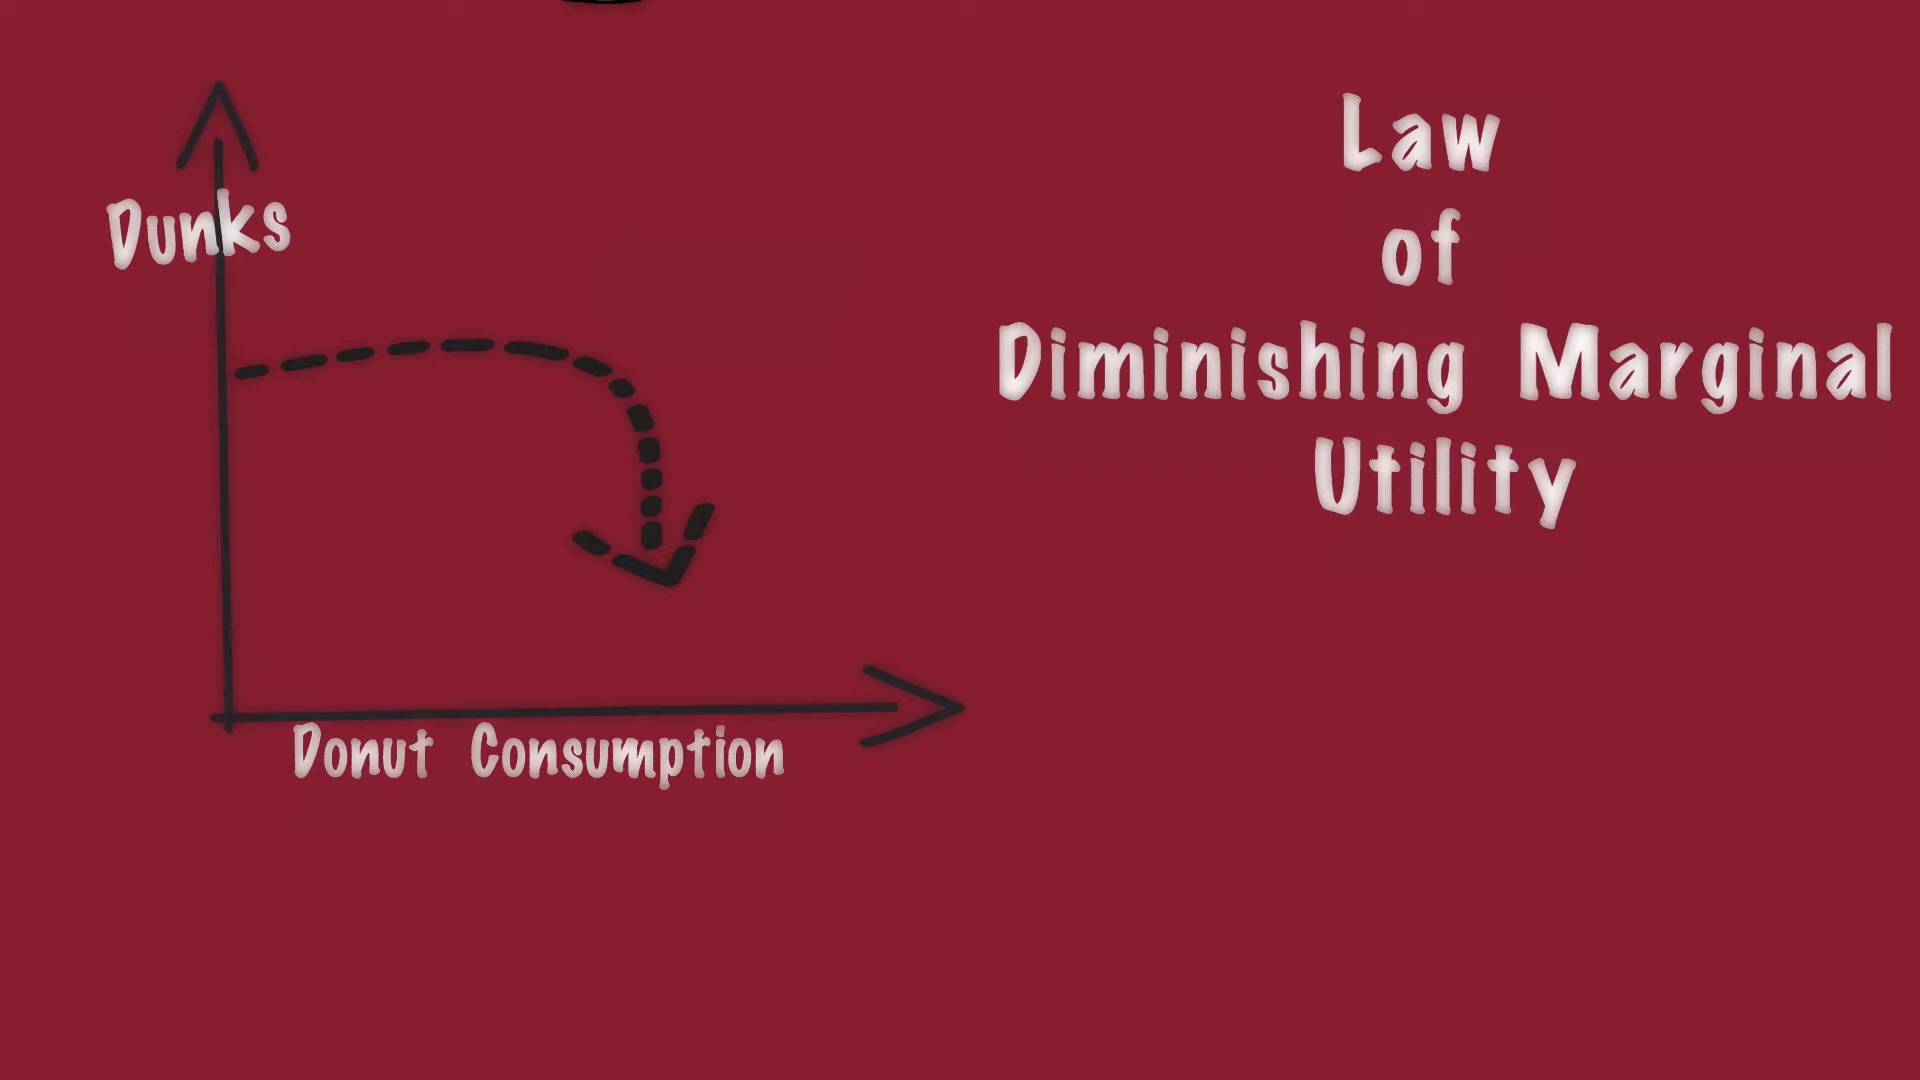 Dunks
Donut Consumption
Law
of
Diminishing Marginal
Utility